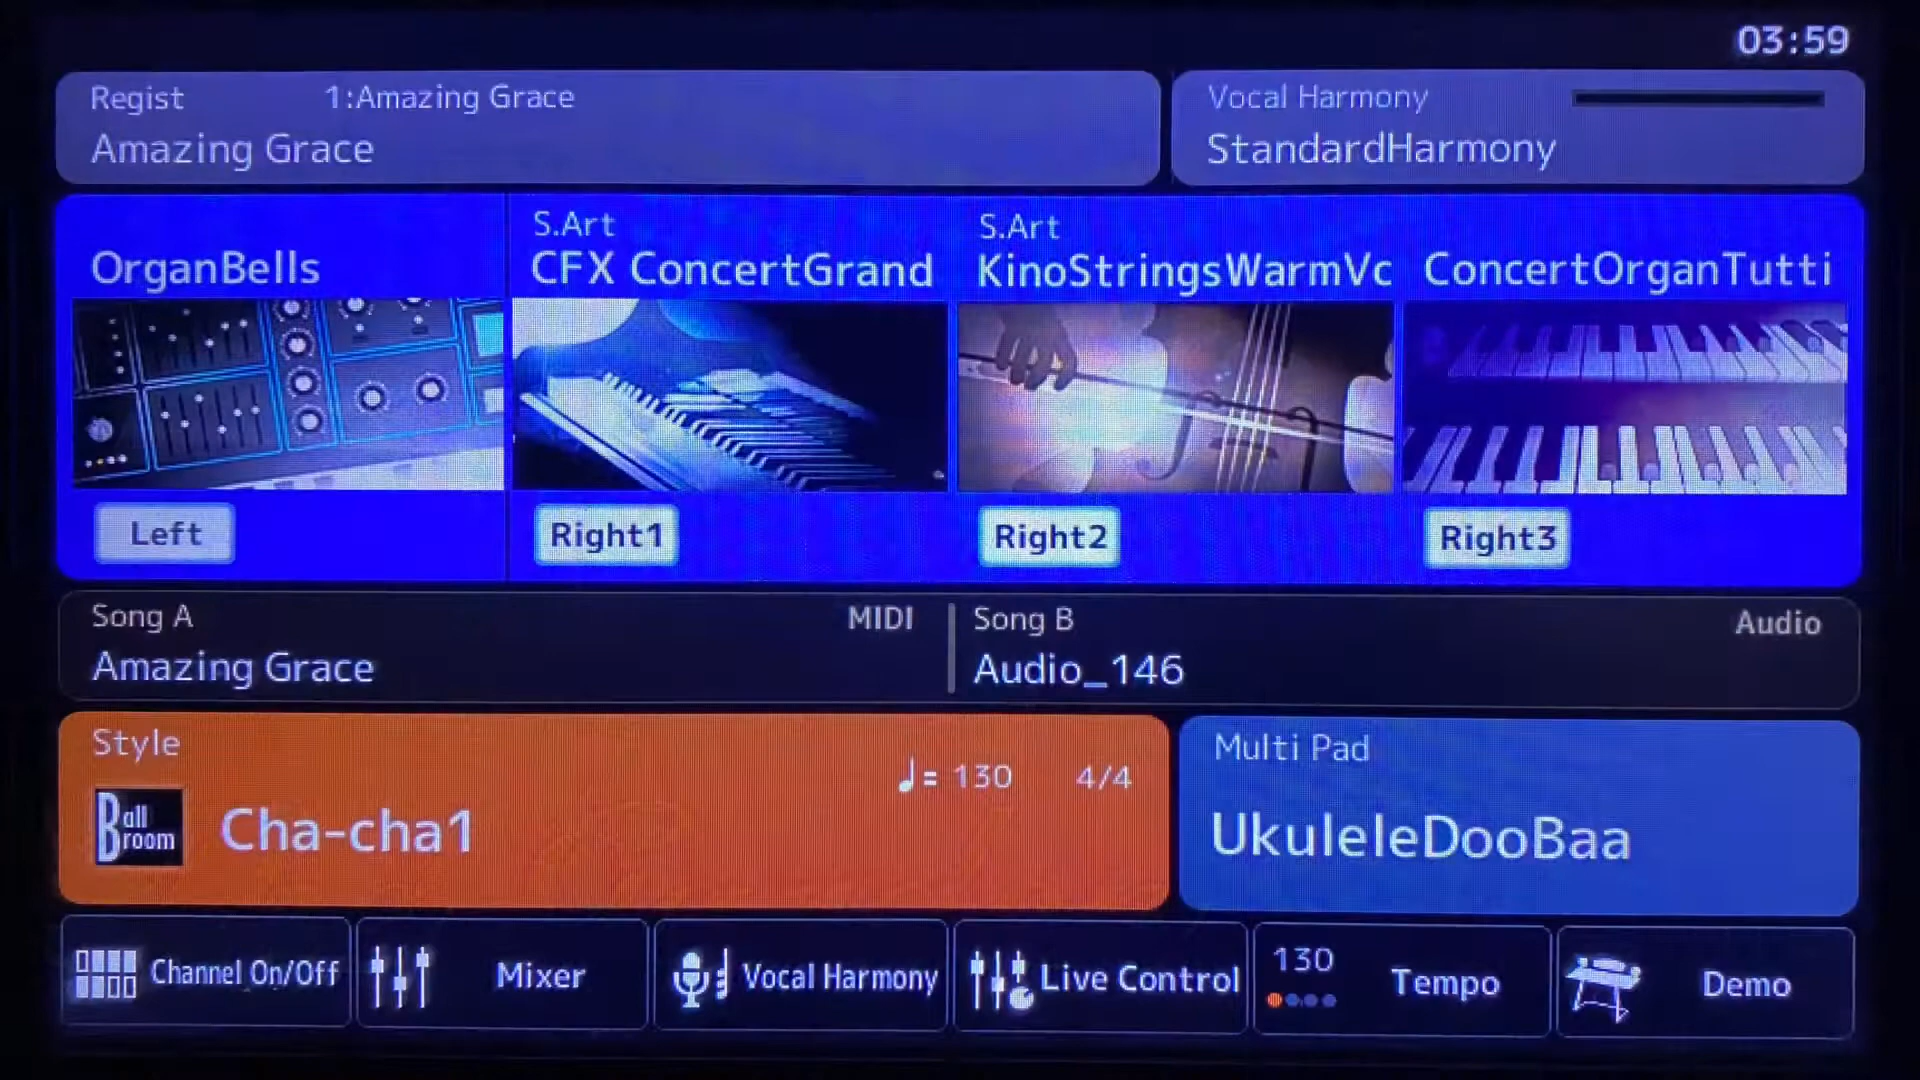 03:59
Regist 1:Amazing Grace
Amazing Grace
Vocal Harmony
StandardHarmony
OrganBells
S.Art
CFX ConcertGrand
S.Art
KinoStringsWarmVc
ConcertOrganTutti
Left
Right1
Right2
Right3
Song A MIDI
Amazing Grace
Song B Audio
Audio_146
Style
♩= 130 4/4
Ball
room
Cha-cha1
Multi Pad
UkuleleDooBaa
Channel On/Off
Mixer
Vocal Harmony
Live Control
130
Tempo
Demo